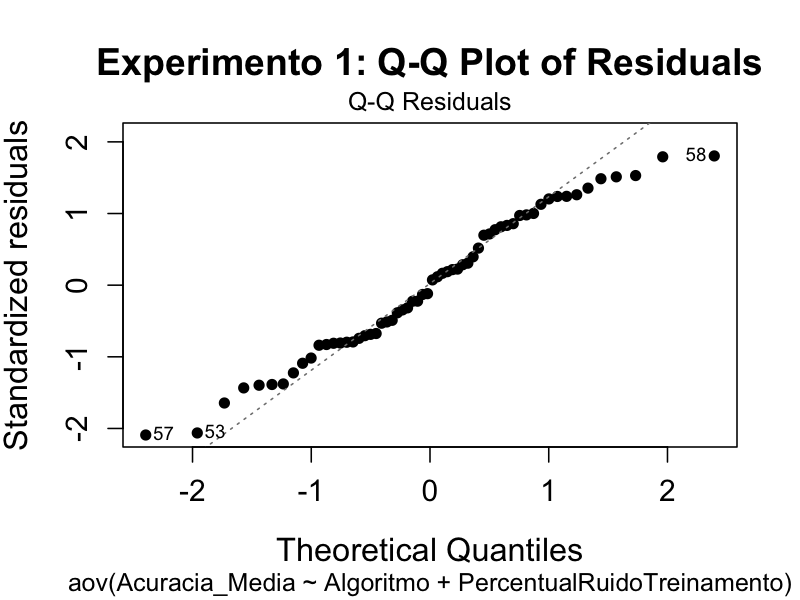 Experimento 1: Q-Q Plot of Residuals
Q-Q Residuals
Standardized residuals
2
1
0
-1
-2
58
57
53
-2 -1 0 1 2
Theoretical Quantiles
aov(Acuracia_Media ~ Algoritmo + PercentualRuidoTreinamento)